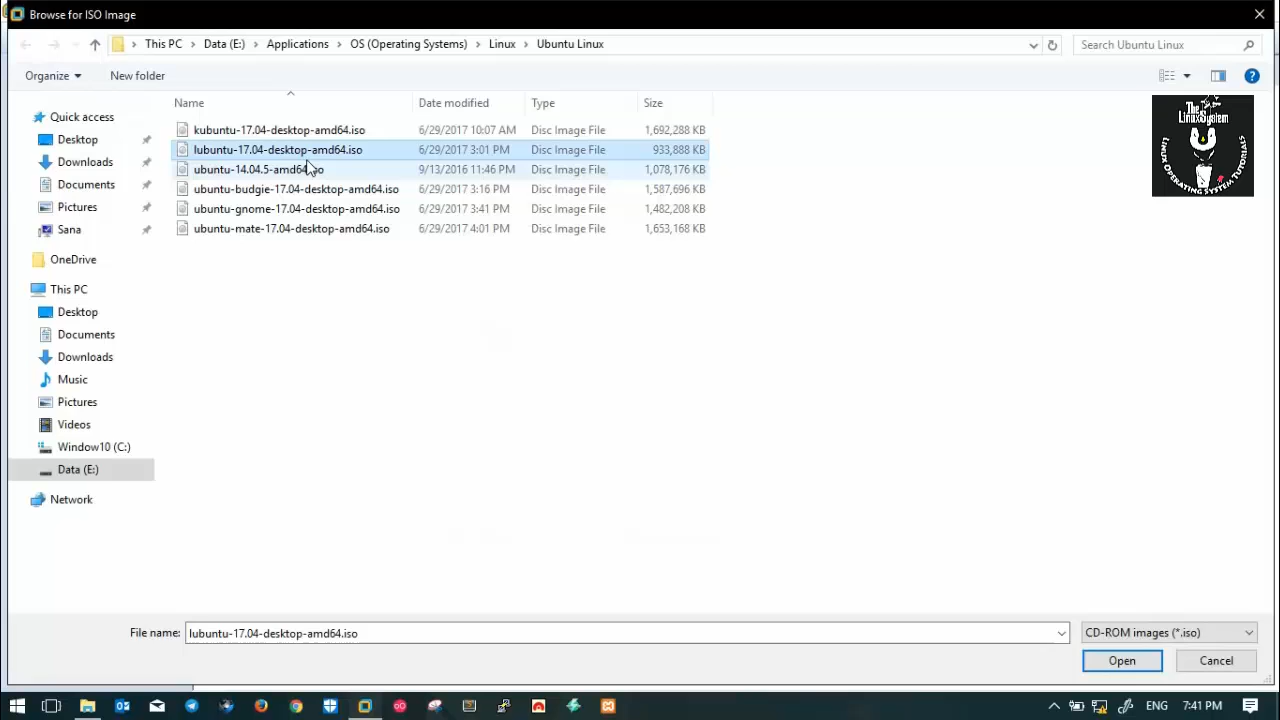 Browse for ISO Image
This PC
Data (E:)
Applications
OS (Operating Systems)
Linux
Ubuntu Linux
Search Ubuntu Linux
Organize
New folder
Name
Date modified
Type
Size
Quick access
Desktop
Downloads
Documents
Pictures
Sana
OneDrive
This PC
Desktop
Documents
Downloads
Music
Pictures
Videos
Window10 (C:)
Data (E:)
Network
kubuntu-17.04-desktop-amd64.iso 6/29/2017 10:07 AM Disc Image File 1,692,288 KB
lubuntu-17.04-desktop-amd64.iso 6/29/2017 3:01 PM Disc Image File 933,888 KB
ubuntu-14.04.5-amd64.iso 9/13/2016 11:46 PM Disc Image File 1,078,176 KB
ubuntu-budgie-17.04-desktop-amd64.iso 6/29/2017 3:16 PM Disc Image File 1,587,696 KB
ubuntu-gnome-17.04-desktop-amd64.iso 6/29/2017 3:41 PM Disc Image File 1,482,208 KB
ubuntu-mate-17.04-desktop-amd64.iso 6/29/2017 4:01 PM Disc Image File 1,653,168 KB
The
LinuxSystem
LINUX OPERATING SYSTEM TUTORIALS
File name:
lubuntu-17.04-desktop-amd64.iso
CD-ROM images (*.iso)
Open
Cancel
ENG
7:41 PM